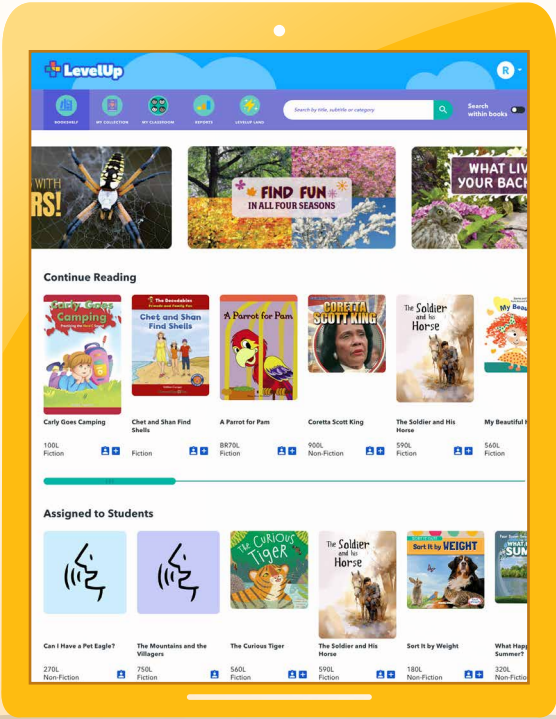 LevelUp
R
BOOKSHELF
MY COLLECTION
MY CLASSROOM
REPORTS
LEVELUP LAND
Search by title, subtitle or category
Search
within books
WITH
RS!
FIND FUN
IN ALL FOUR SEASONS
WHAT LIV
YOUR BACK
Continue Reading
Carly Goes
Camping
The Beachables
Chet and Shan
Find Shells
A Parrot for Pam
CORETTA
SCOTT KING
The Soldier
and his
Horse
My Beau
Carly Goes Camping
Chet and Shan Find
Shells
A Parrot for Pam
Coretta Scott King
The Soldier and His
Horse
My Beautiful
100L
Fiction
Fiction
BR70L
Fiction
900L
Non-Fiction
590L
Fiction
560L
Fiction
Assigned to Students
The CURIOUS
Tiger
The Soldier
and his
Horse
Sort It by WEIGHT
WHAT
SUM
Can I Have a Pet Eagle?
The Mountains and the
Villagers
The Curious Tiger
The Soldier and His
Horse
Sort It by Weight
What Happ
Summer?
270L
Non-Fiction
750L
Fiction
560L
Fiction
590L
Fiction
180L
Non-Fiction
320L
Non-Fictio